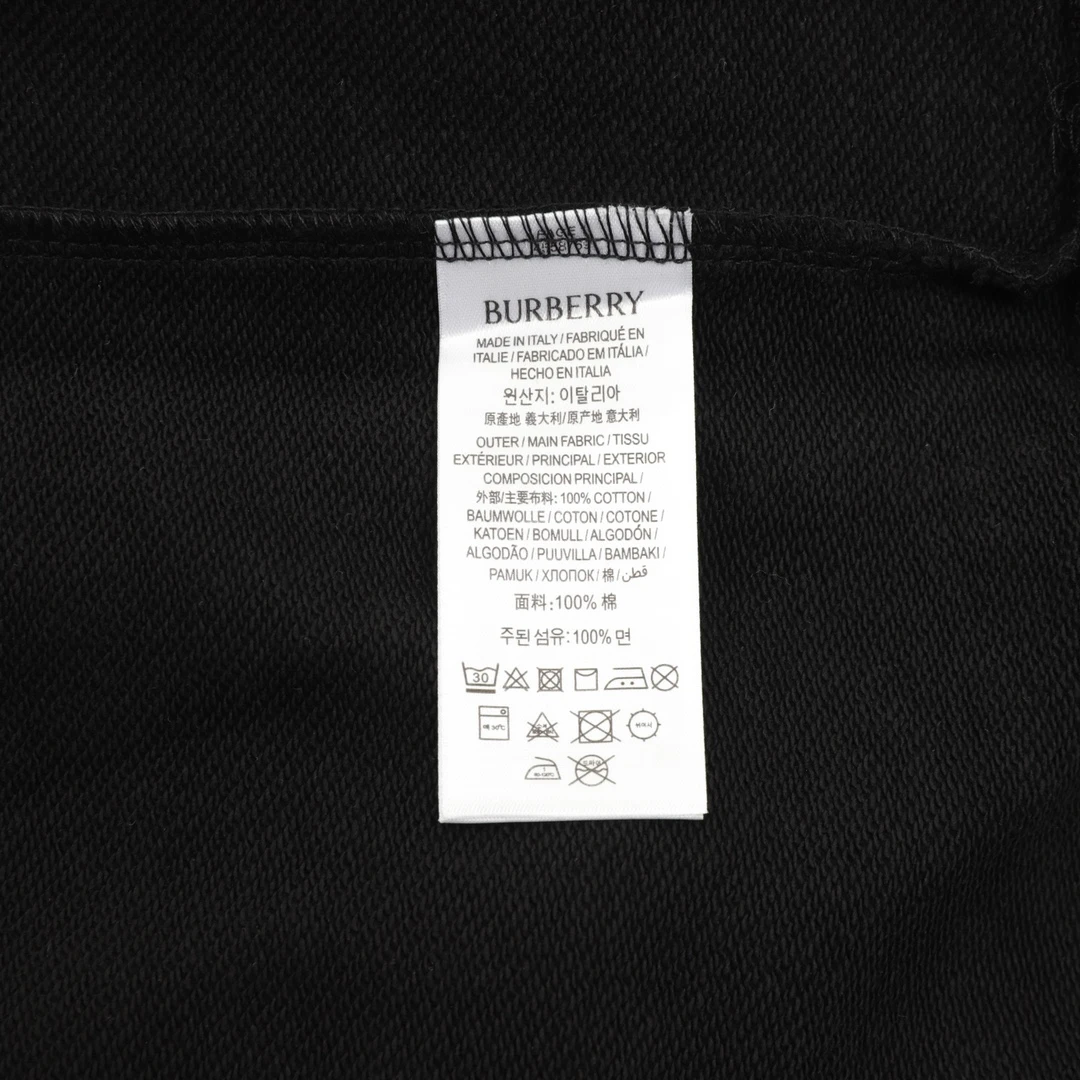 BURBERRY
MADE IN ITALY / FABRIQUÉ EN
ITALIE / FABRICADO EM ITÁLIA /
HECHO EN ITALIA
원산지: 이탈리아
原產地 義大利/原产地 意大利
OUTER / MAIN FABRIC / TISSU
EXTÉRIEUR / PRINCIPAL / EXTERIOR
COMPOSICION PRINCIPAL /
外部/主要布料: 100% COTTON /
BAUMWOLLE / COTON / COTONE /
KATOEN / BOMULL / ALGODÓN /
ALGODÃO / PUUVILLA / BAMBAKI /
PAMUK / ХЛОПОК / 棉 / قطن
面料:100% 棉
주된 섬유:100% 면
30